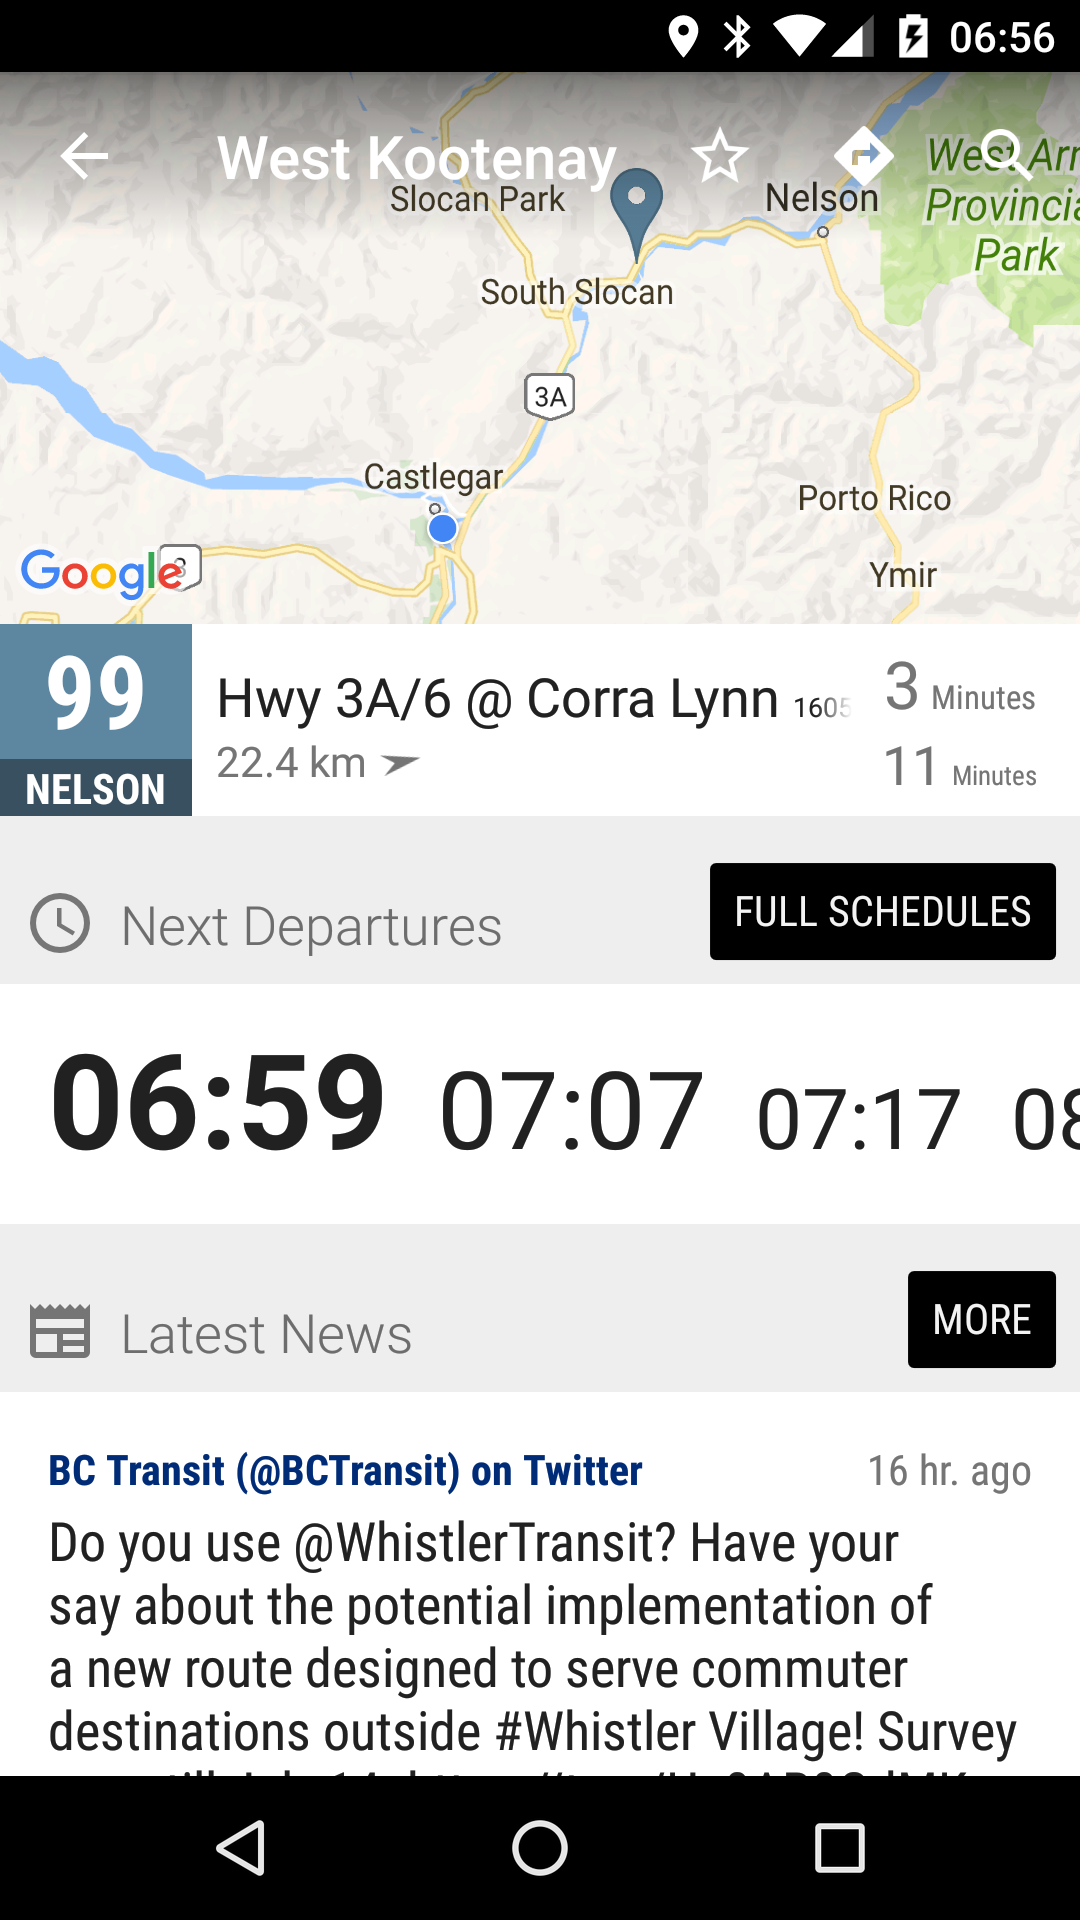 06:56
West Kootenay
West Arm
Provincial
Park
Slocan Park
Nelson
South Slocan
3A
Castlegar
Porto Rico
Google
3
Ymir
99
NELSON
Hwy 3A/6 @ Corra Lynn 1605
22.4 km
3 Minutes
11 Minutes
Next Departures
FULL SCHEDULES
06:59 07:07 07:17 08
Latest News
MORE
BC Transit (@BCTransit) on Twitter
16 hr. ago
Do you use @WhistlerTransit? Have your
say about the potential implementation of
a new route designed to serve commuter
destinations outside #Whistler Village! Survey